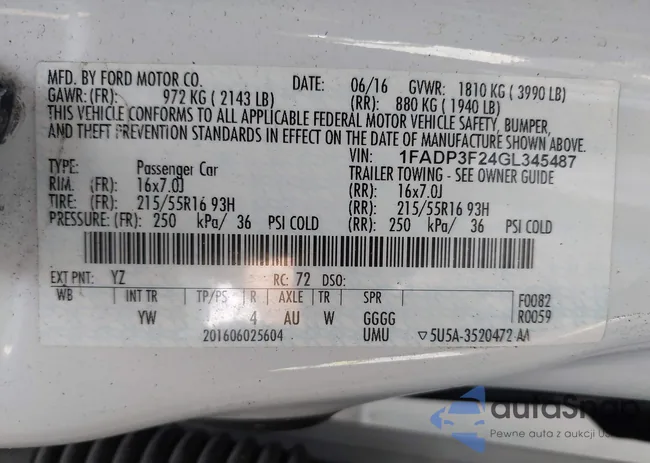 MFD. BY FORD MOTOR CO. DATE: 06/16 GVWR: 1810 KG ( 3990 LB)
GAWR: (FR): 972 KG ( 2143 LB) (RR): 880 KG ( 1940 LB)
THIS VEHICLE CONFORMS TO ALL APPLICABLE FEDERAL MOTOR VEHICLE SAFETY, BUMPER,
AND THEFT PREVENTION STANDARDS IN EFFECT ON THE DATE OF MANUFACTURE SHOWN ABOVE.
VIN: 1FADP3F24GL345487
TYPE: Passenger Car TRAILER TOWING - SEE OWNER GUIDE
RIM: (FR): 16x7.0J (RR): 16x7.0J
TIRE: (FR): 215/55R16 93H (RR): 215/55R16 93H
PRESSURE: (FR): 250 kPa/ 36 PSI COLD (RR): 250 kPa/ 36 PSI COLD
EXT PNT: YZ RC: 72 DSO:
WB INT TR TP/PS R AXLE TR SPR F0082
YW 4 AU W GGGG R0059
201606025604 UMU ▽5U5A-3520472 AA
autaSnap
Pewne auta z aukcji